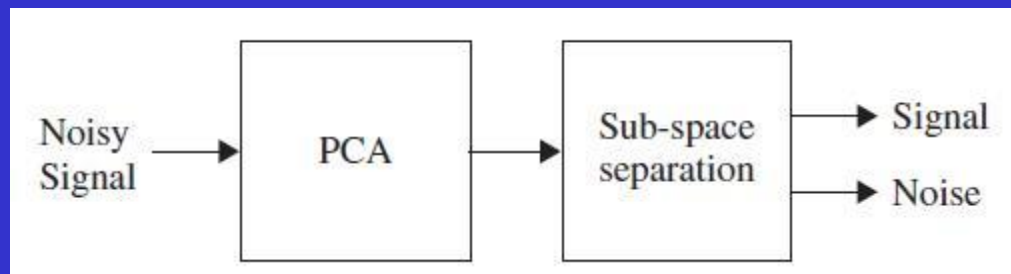 Noisy
Signal
PCA
Sub-space
separation
Signal
Noise